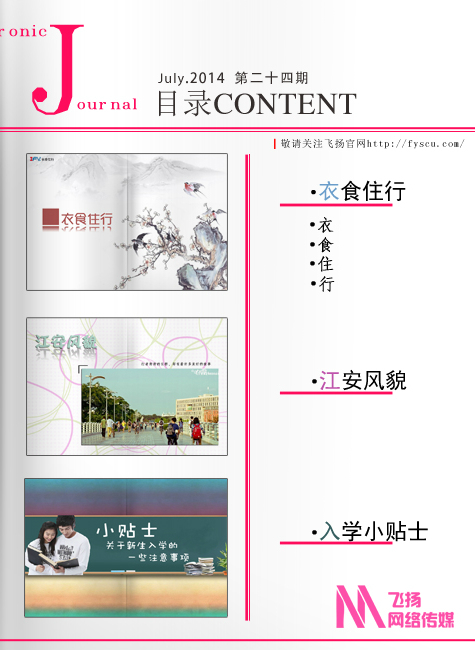 ronic
Journal
July.2014 第二十四期
目录CONTENT
敬请关注飞扬官网http://fyscu.com/
衣食住行
·衣食住行
·衣
·食
·住
·行
江安风貌
·江安风貌
小贴士
关于新生入学的
一些注意事项
·入学小贴士
飞扬
网络传媒